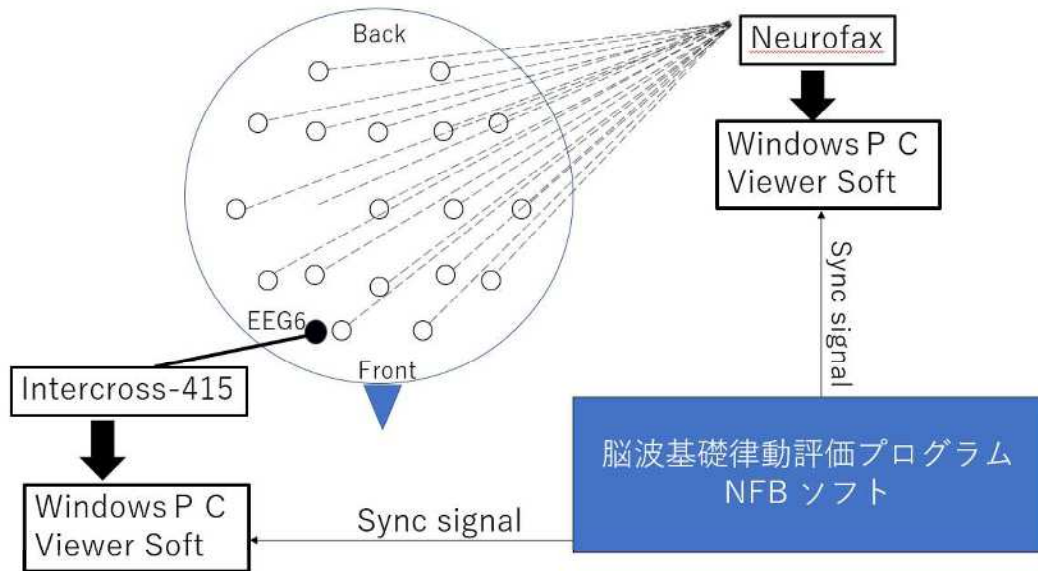 Back
Neurofax
Windows P C
Viewer Soft
EEG6
Front
Sync signal
Intercross-415
脳波基礎律動評価プログラム
NFB ソフト
Windows P C
Viewer Soft
Sync signal